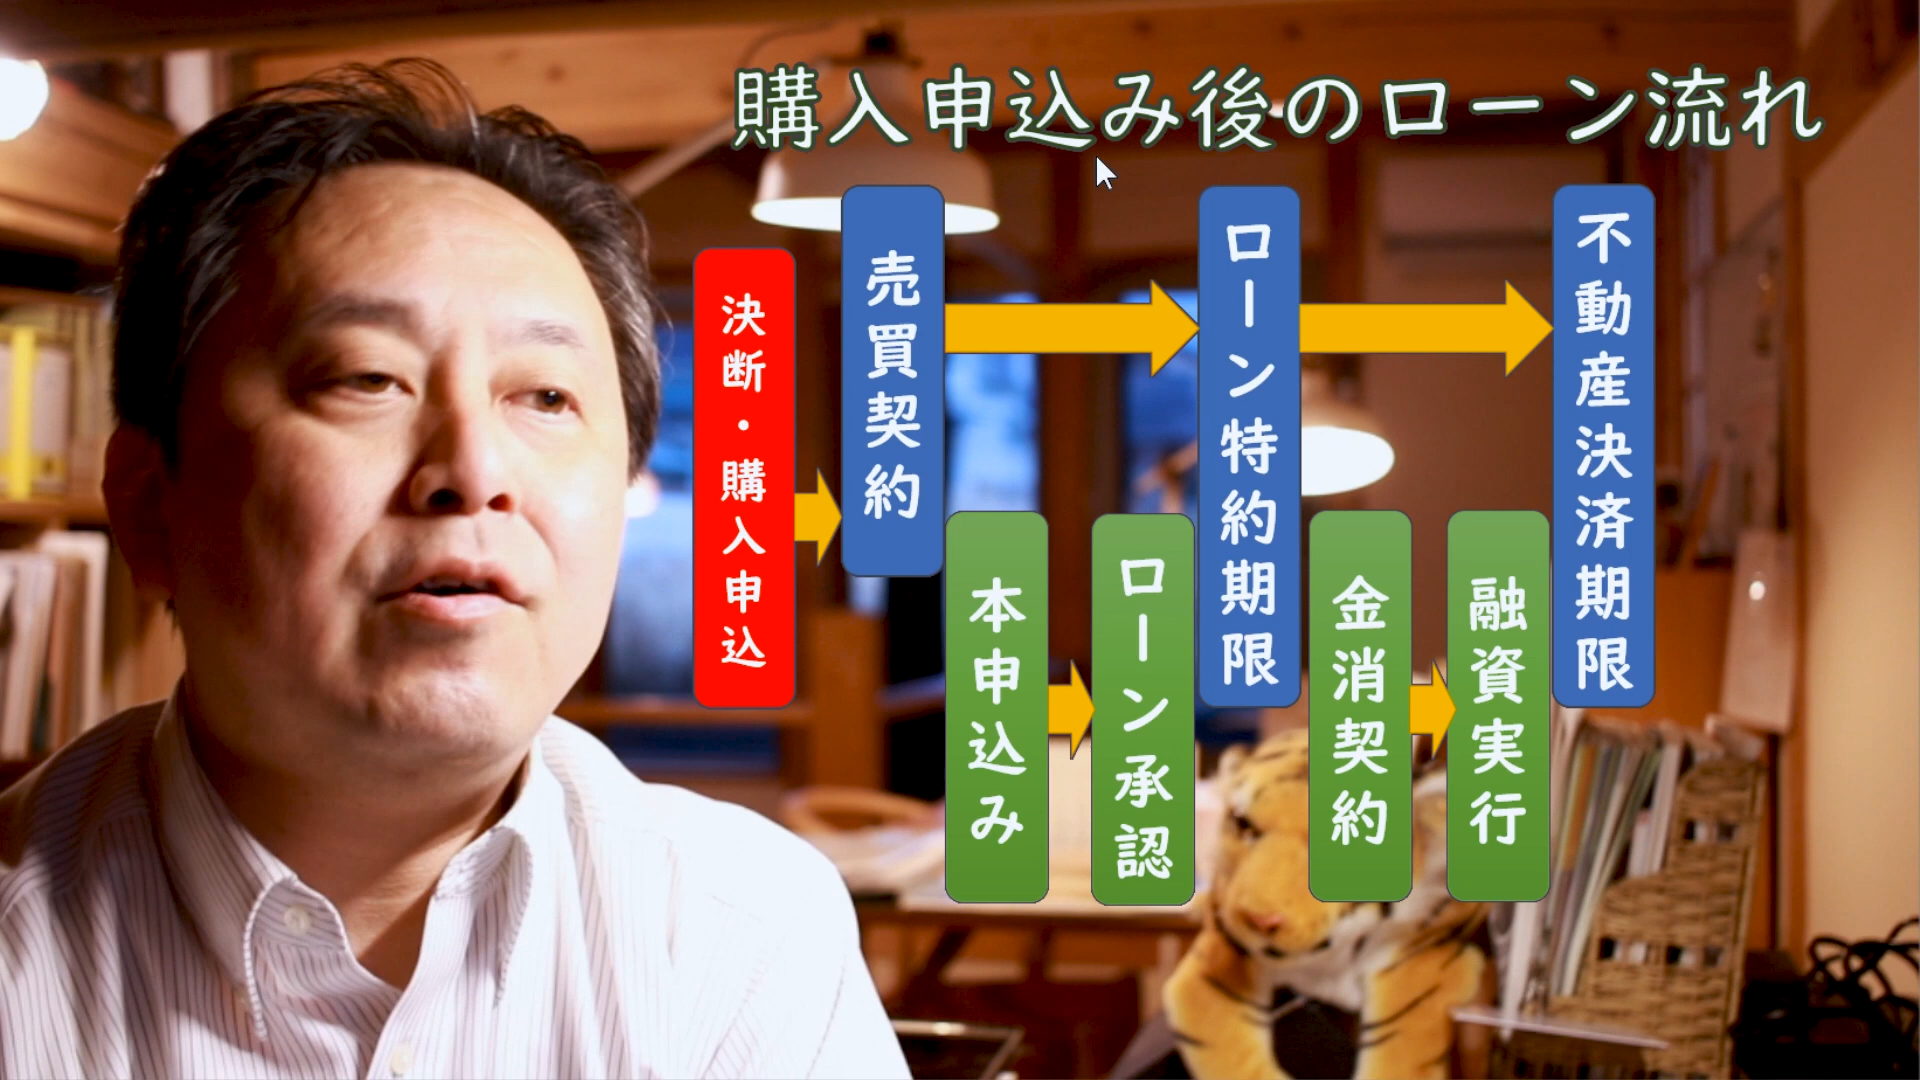 購入申込み後のローン流れ
決断・購入申込
売買契約
本申込み
ローン承認
ローン特約期限
金消契約
融資実行
不動産決済期限